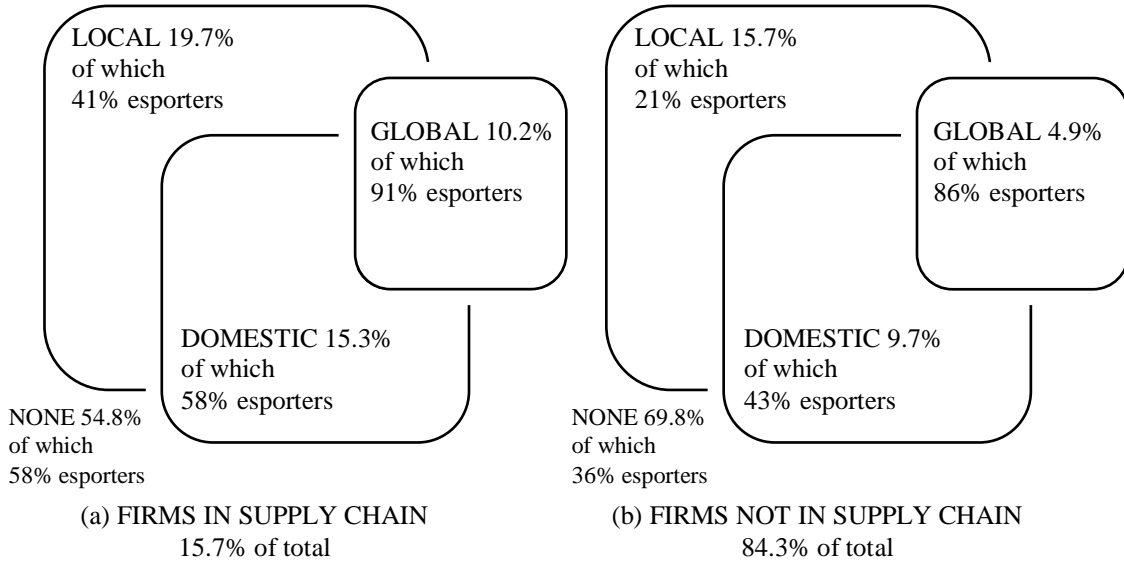 LOCAL 19.7%
of which
41% esporters
GLOBAL 10.2%
of which
91% esporters
DOMESTIC 15.3%
of which
58% esporters
NONE 54.8%
of which
58% esporters
(a) FIRMS IN SUPPLY CHAIN
15.7% of total
LOCAL 15.7%
of which
21% esporters
GLOBAL 4.9%
of which
86% esporters
DOMESTIC 9.7%
of which
43% esporters
NONE 69.8%
of which
36% esporters
(b) FIRMS NOT IN SUPPLY CHAIN
84.3% of total